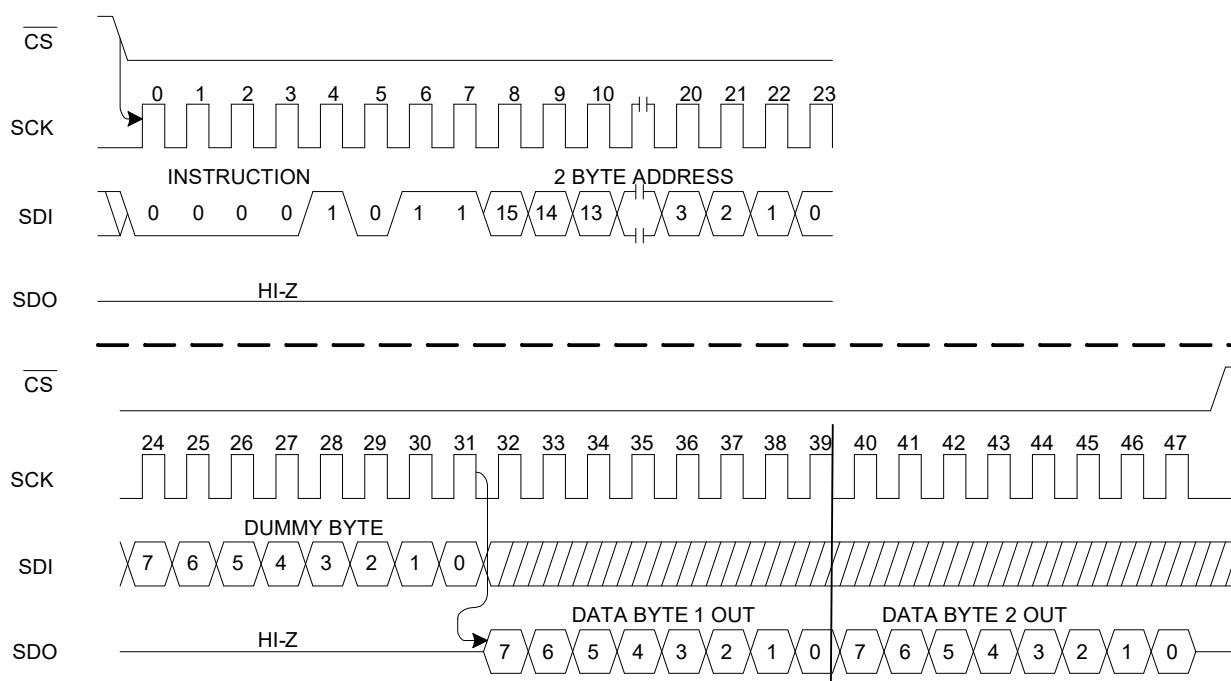 CS
0 1 2 3 4 5 6 7 8 9 10 20 21 22 23
SCK
INSTRUCTION 2 BYTE ADDRESS
SDI 0 0 0 0 1 0 1 1 15 14 13 3 2 1 0
HI-Z
SDO
CS
24 25 26 27 28 29 30 31 32 33 34 35 36 37 38 39 40 41 42 43 44 45 46 47
SCK
DUMMY BYTE
SDI 7 6 5 4 3 2 1 0
DATA BYTE 1 OUT DATA BYTE 2 OUT
HI-Z
SDO 7 6 5 4 3 2 1 0 7 6 5 4 3 2 1 0